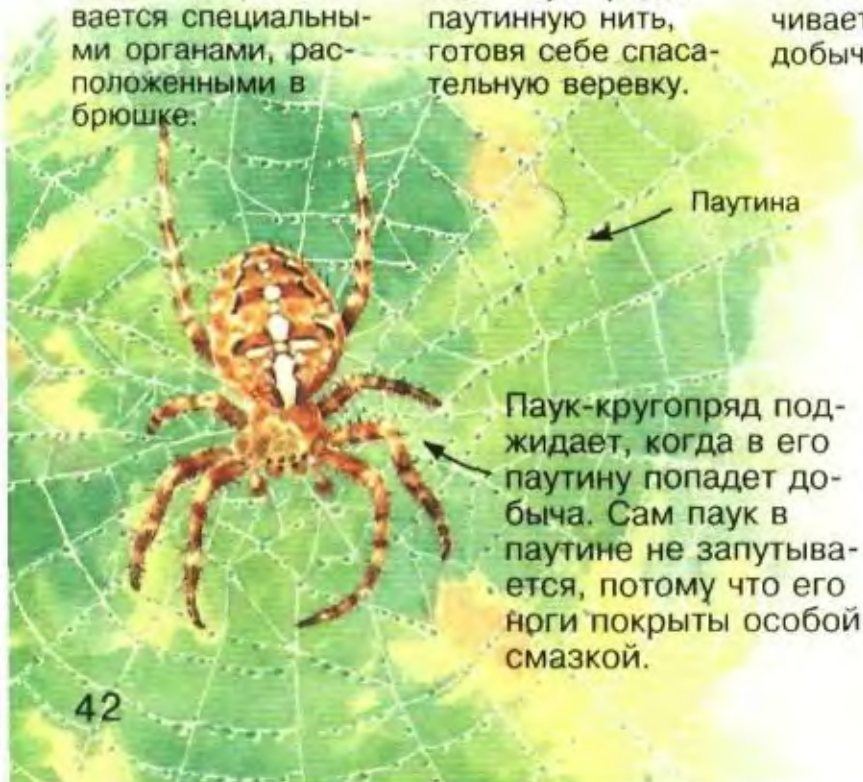 вается специальны-
ми органами, рас-
положенными в
брюшке.
паутинную нить,
готовя себе спаса-
тельную веревку.
чивает
добыч
Паутина
Паук-кругопряд под-
жидает, когда в его
паутину попадет до-
быча. Сам паук в
паутине не запутыва-
ется, потому что его
ноги покрыты особой
смазкой.
42